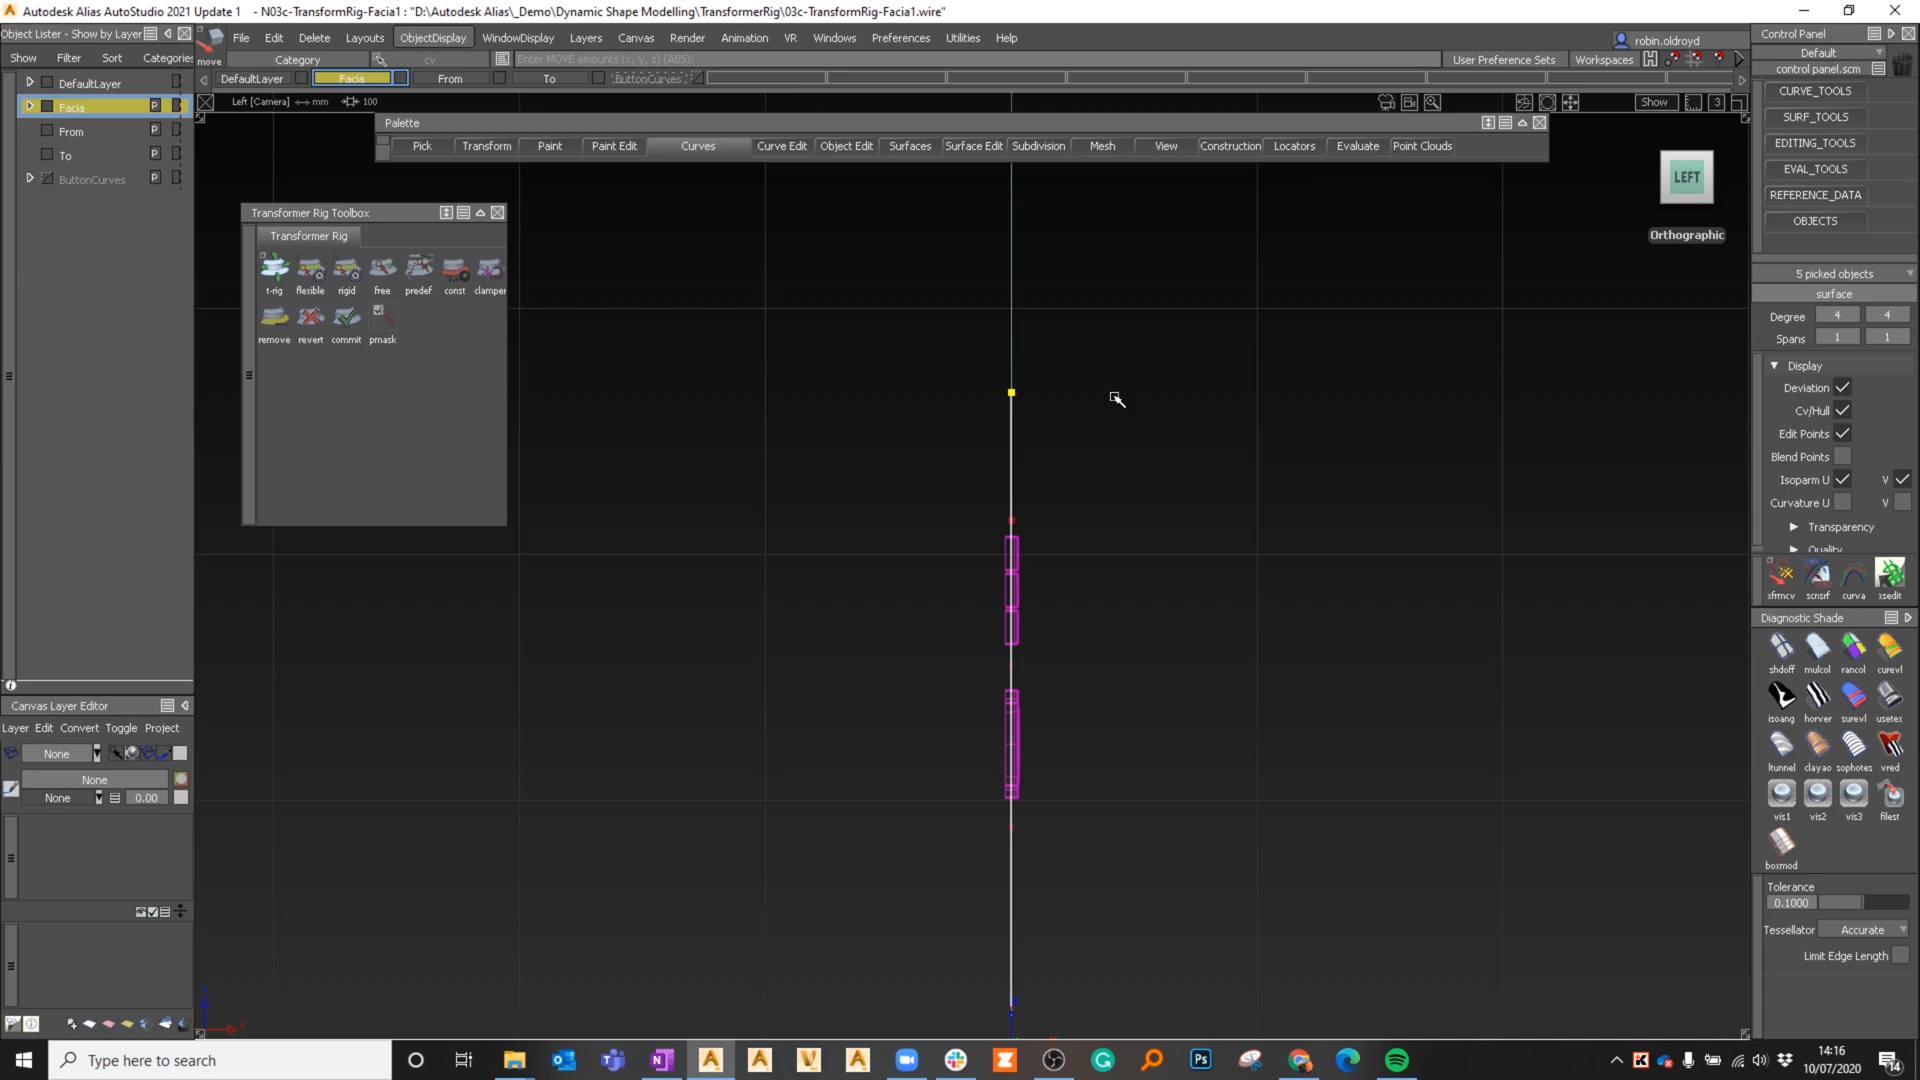 Autodesk Alias AutoStudio 2021 Update 1 - N03c-TransformRig-Facia1 : "D:\Autodesk Alias\_Demo\Dynamic Shape Modelling\TransformerRig\03c-TransformRig-Facia1.wire"
Object Lister - Show by Layer
File Edit Delete Layouts ObjectDisplay WindowDisplay Layers Canvas Render Animation VR Windows Preferences Utilities Help
robin.oldroyd
Control Panel
Show Filter Sort Categories
move Category cv Enter MOVE amounts (x, y, z) (ABS):
User Preference Sets Workspaces
Default
control panel.scm
DefaultLayer Facia From To ButtonCurves
DefaultLayer
Facia P
From P
To P
ButtonCurves P
Left [Camera] mm 100
Show 3
Palette
Pick Transform Paint Paint Edit Curves Curve Edit Object Edit Surfaces Surface Edit Subdivision Mesh View Construction Locators Evaluate Point Clouds
LEFT
Orthographic
Transformer Rig Toolbox
Transformer Rig
t-rig flexible rigid free predef const clamper
remove revert commit pmask
CURVE_TOOLS
SURF_TOOLS
EDITING_TOOLS
EVAL_TOOLS
REFERENCE_DATA
OBJECTS
5 picked objects
surface
Degree 4 4
Spans 1 1
Display
Deviation
Cv/Hull
Edit Points
Blend Points
Isoparm U V
Curvature U V
Transparency
Quality
xfrmcv scnsrf curva xsedit
Diagnostic Shade
shdoff mulcol rancol curevl
isoang horver surevl usetex
ltunnel clayao sophotes vred
vis1 vis2 vis3 filest
boxmod
Tolerance
0.1000
Tessellator Accurate
Limit Edge Length
Canvas Layer Editor
Layer Edit Convert Toggle Project
None
None
None 0.00
Type here to search
14:16
10/07/2020
14